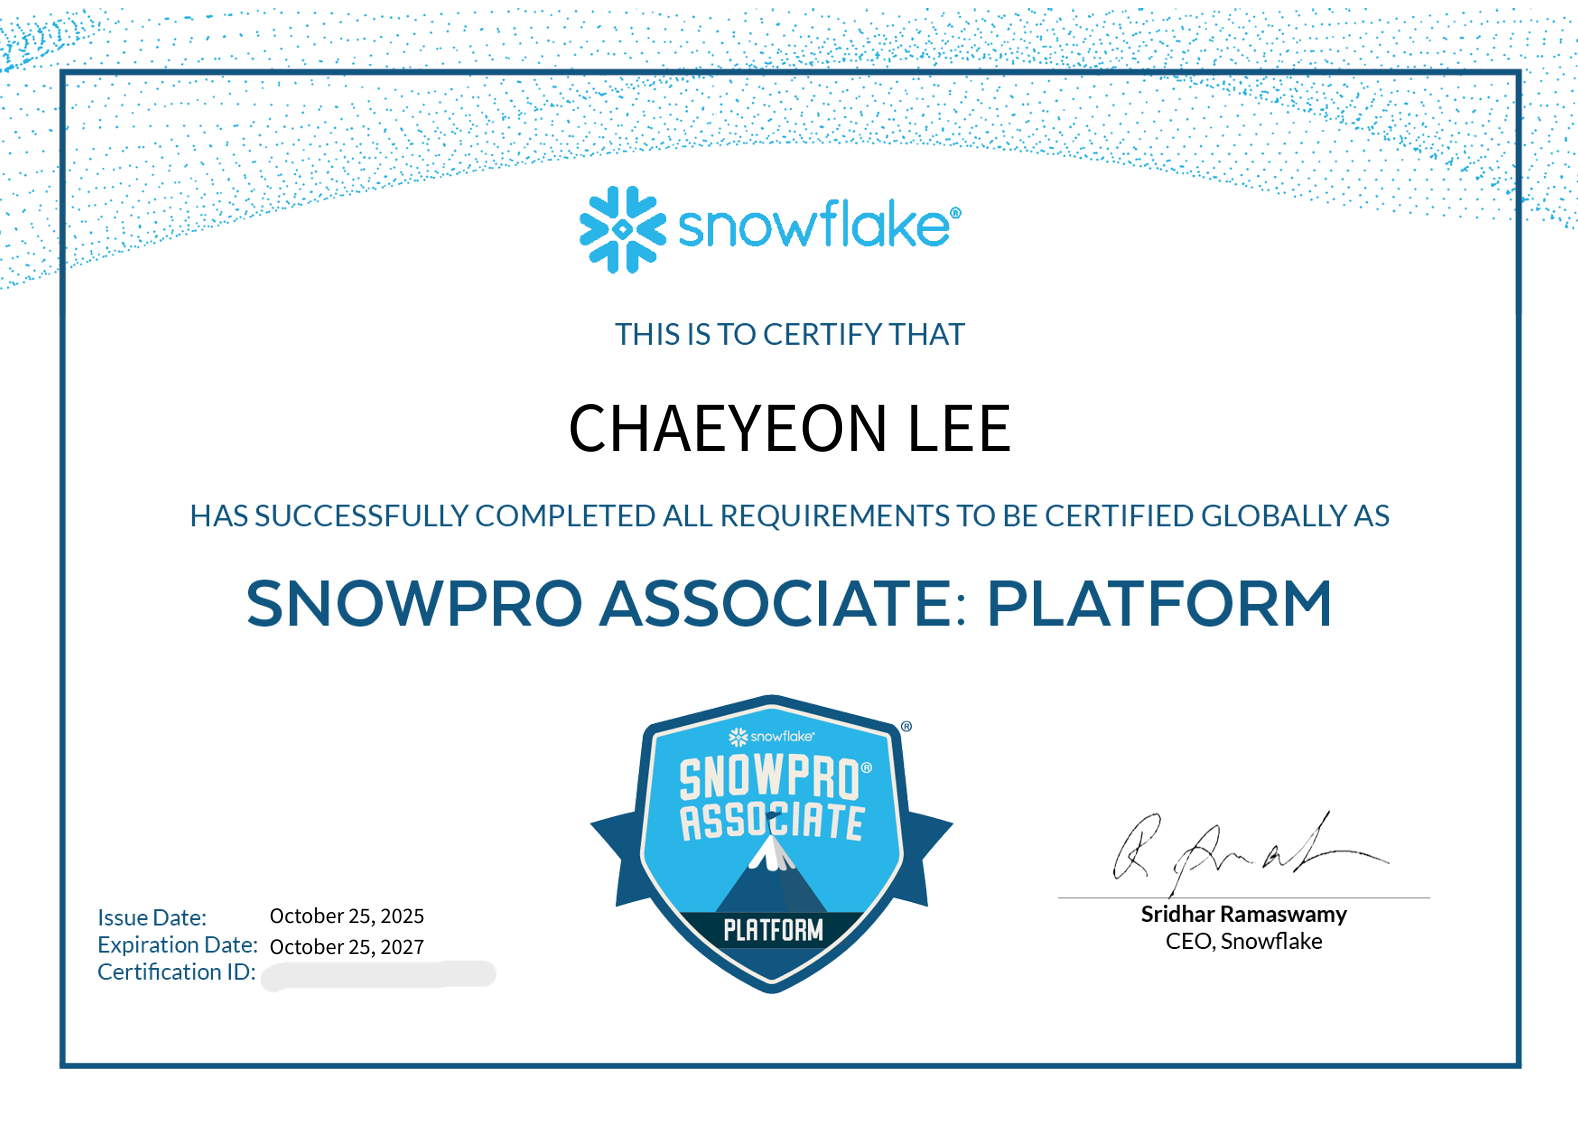 snowflake®
THIS IS TO CERTIFY THAT
CHAEYEON LEE
HAS SUCCESSFULLY COMPLETED ALL REQUIREMENTS TO BE CERTIFIED GLOBALLY AS
SNOWPRO ASSOCIATE: PLATFORM
®
snowflake®
SNOWPRO®
ASSOCIATE
PLATFORM
Issue Date: October 25, 2025
Expiration Date: October 25, 2027
Certification ID:
Sridhar Ramaswamy
CEO, Snowflake